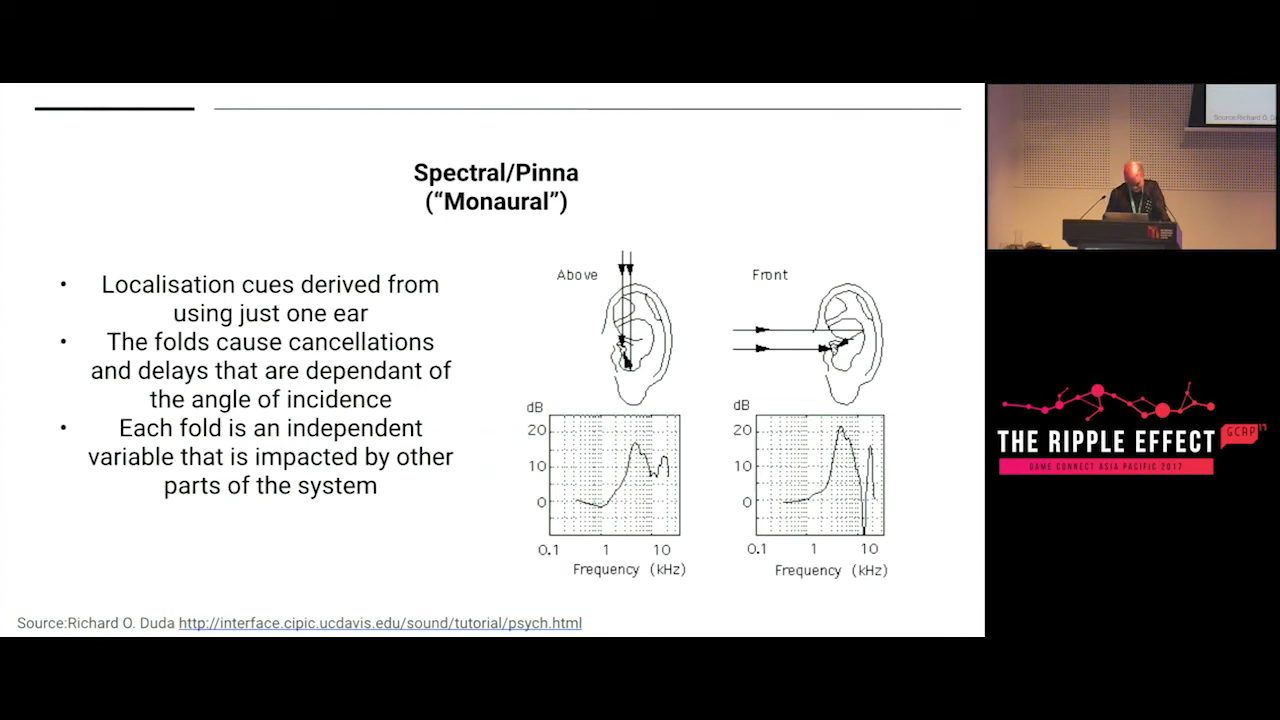 Spectral/Pinna
(“Monaural”)
• Localisation cues derived from
using just one ear
• The folds cause cancellations
and delays that are dependant of
the angle of incidence
• Each fold is an independent
variable that is impacted by other
parts of the system
Above
Front
dB
20
10
0
0.1 1 10
Frequency (kHz)
dB
20
10
0
0.1 1 10
Frequency (kHz)
Source:Richard O. Duda http://interface.cipic.ucdavis.edu/sound/tutorial/psych.html
Source:Richard O. Du
THE RIPPLE EFFECT
GCAP 17
GAME CONNECT ASIA PACIFIC 2017